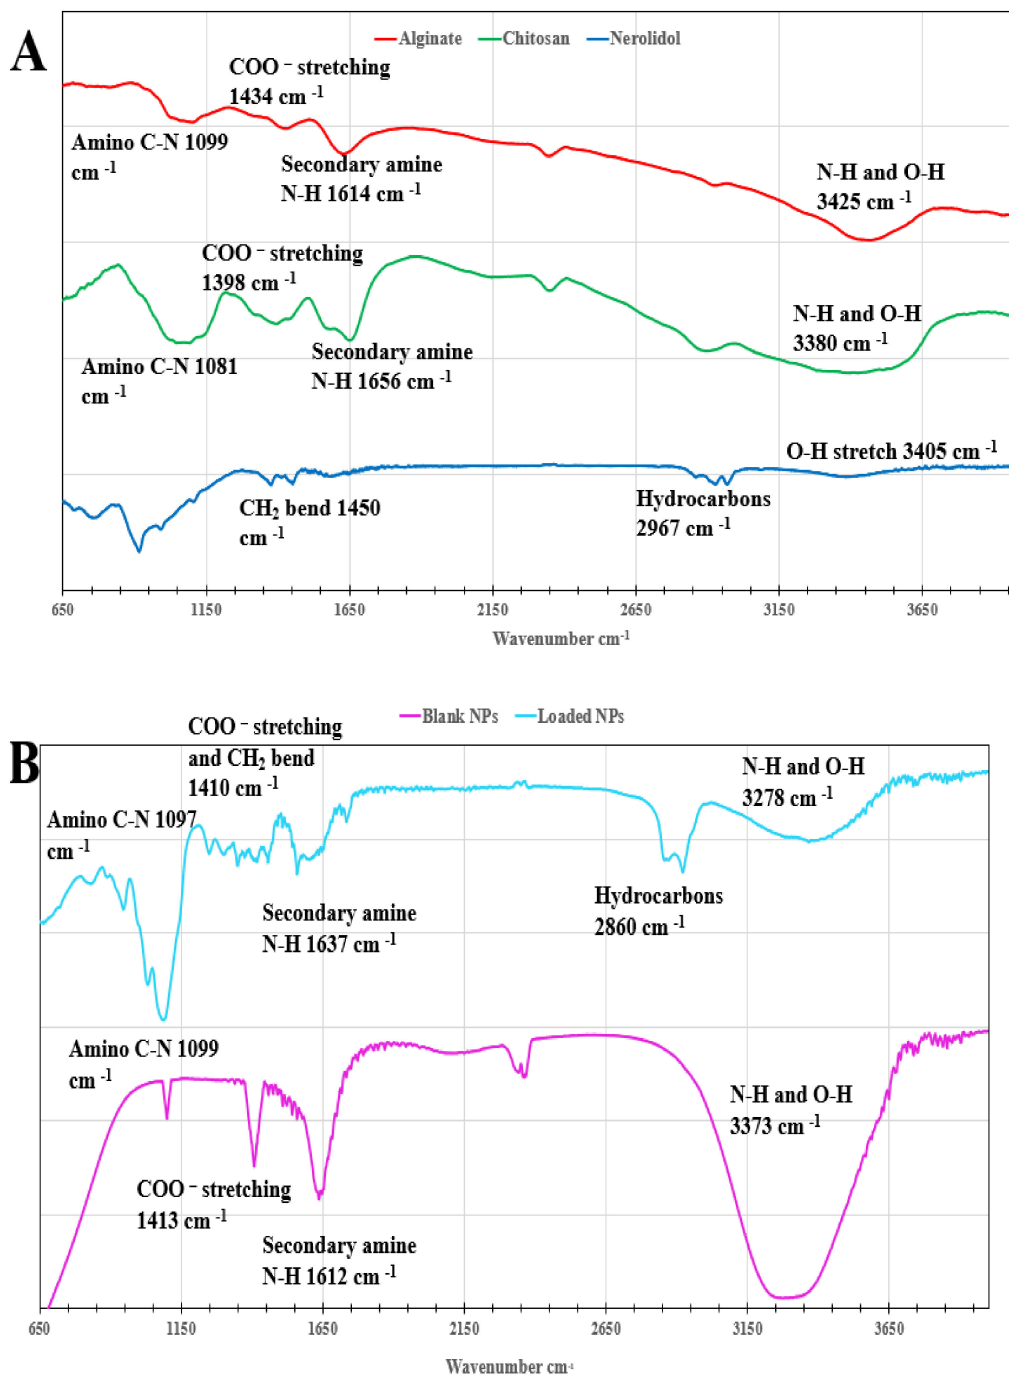 A
Alginate Chitosan Nerolidol
COO⁻ stretching
1434 cm⁻¹
Amino C-N 1099
cm⁻¹
Secondary amine
N-H 1614 cm⁻¹
N-H and O-H
3425 cm⁻¹
COO⁻ stretching
1398 cm⁻¹
N-H and O-H
3380 cm⁻¹
Amino C-N 1081
cm⁻¹
Secondary amine
N-H 1656 cm⁻¹
O-H stretch 3405 cm⁻¹
CH₂ bend 1450
cm⁻¹
Hydrocarbons
2967 cm⁻¹
650 1150 1650 2150 2650 3150 3650
Wavenumber cm⁻¹
B
Blank NPs Loaded NPs
COO⁻ stretching
and CH₂ bend
1410 cm⁻¹
N-H and O-H
3278 cm⁻¹
Amino C-N 1097
cm⁻¹
Hydrocarbons
2860 cm⁻¹
Secondary amine
N-H 1637 cm⁻¹
Amino C-N 1099
cm⁻¹
N-H and O-H
3373 cm⁻¹
COO⁻ stretching
1413 cm⁻¹
Secondary amine
N-H 1612 cm⁻¹
650 1150 1650 2150 2650 3150 3650
Wavenumber cm⁻¹